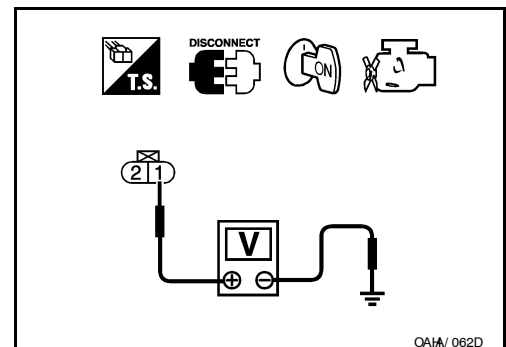 DISCONNECT
T.S.
ON
2 1
V
+ −
OAHA/ 062D